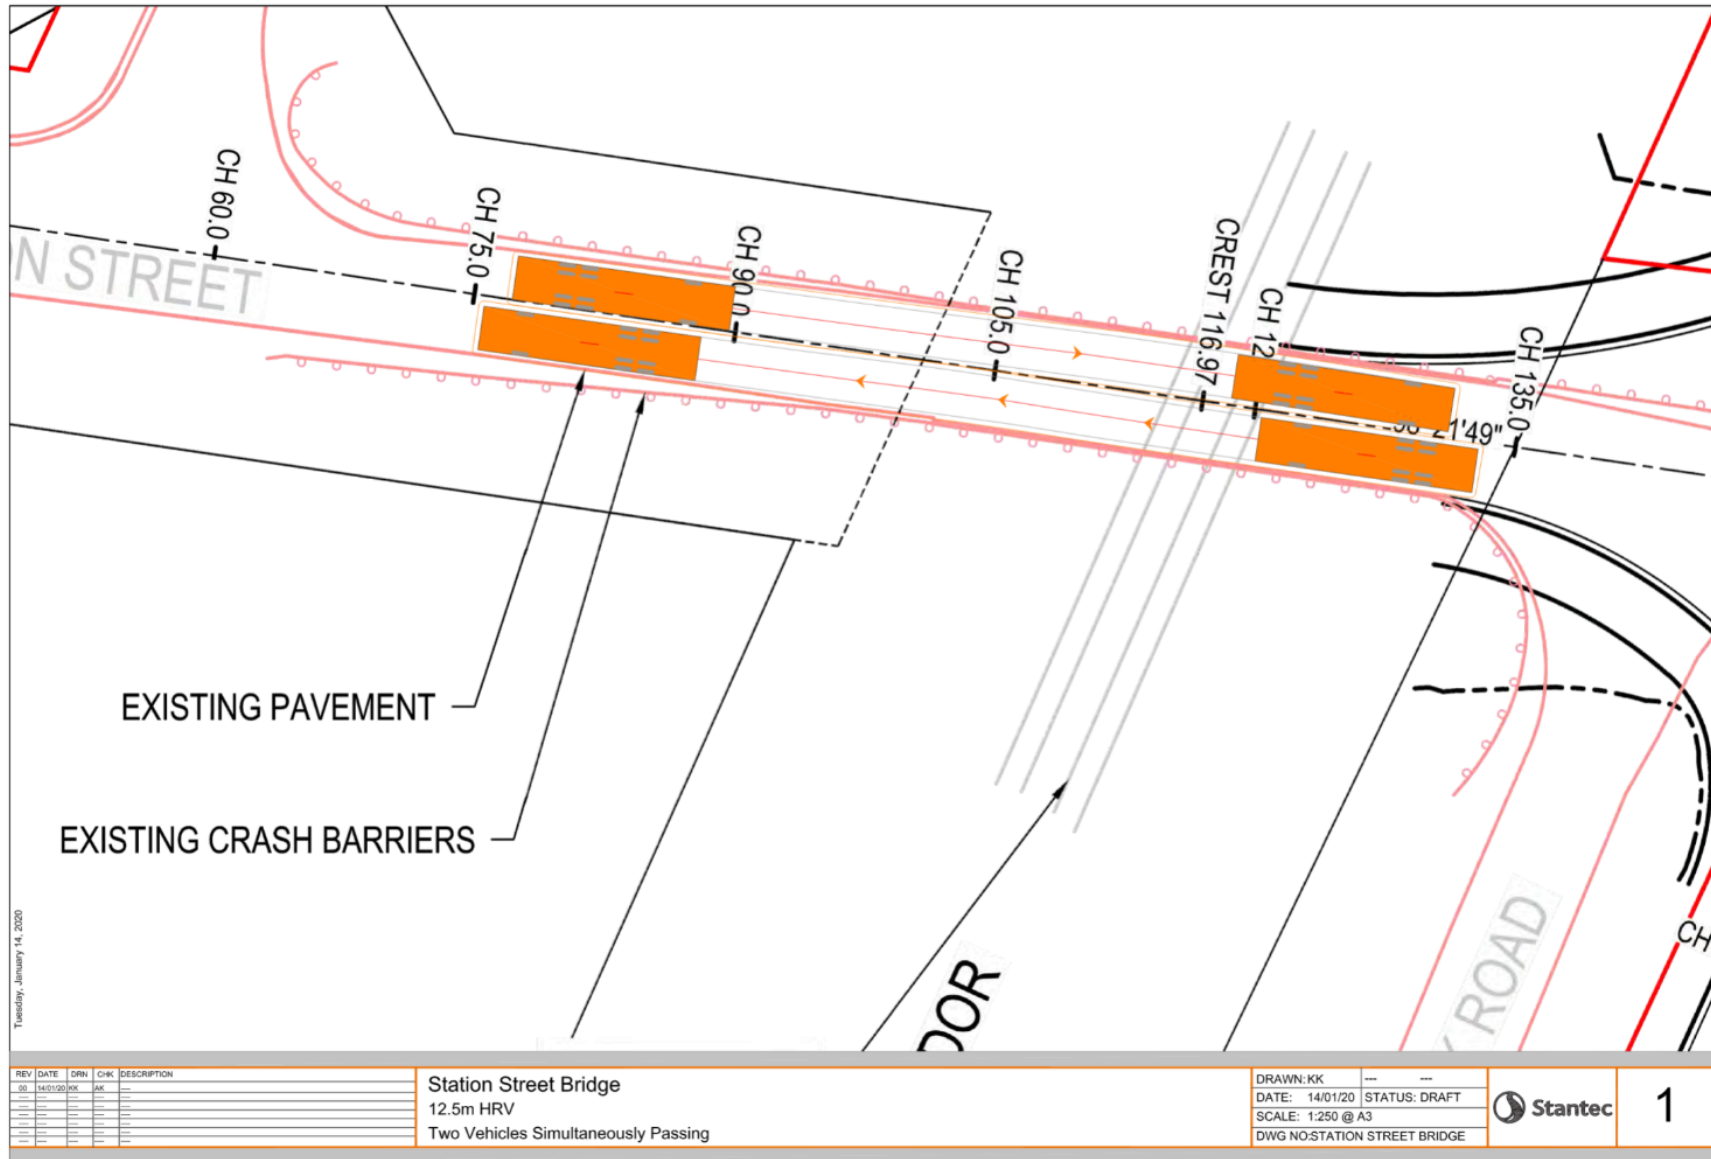 CH 60.0
CH 75.0
CH 90.0
CH 105.0
CREST 116.97
CH 12
CH 135.0
21'49"
N STREET
EXISTING PAVEMENT
EXISTING CRASH BARRIERS
DOR
ROAD
CH
Tuesday, January 14, 2020
REV DATE DRN CHK DESCRIPTION
00 14/01/20 KK AK ---
Station Street Bridge
12.5m HRV
Two Vehicles Simultaneously Passing
DRAWN: KK --- ---
DATE: 14/01/20 STATUS: DRAFT
SCALE: 1:250 @ A3
DWG NO:STATION STREET BRIDGE
Stantec
1